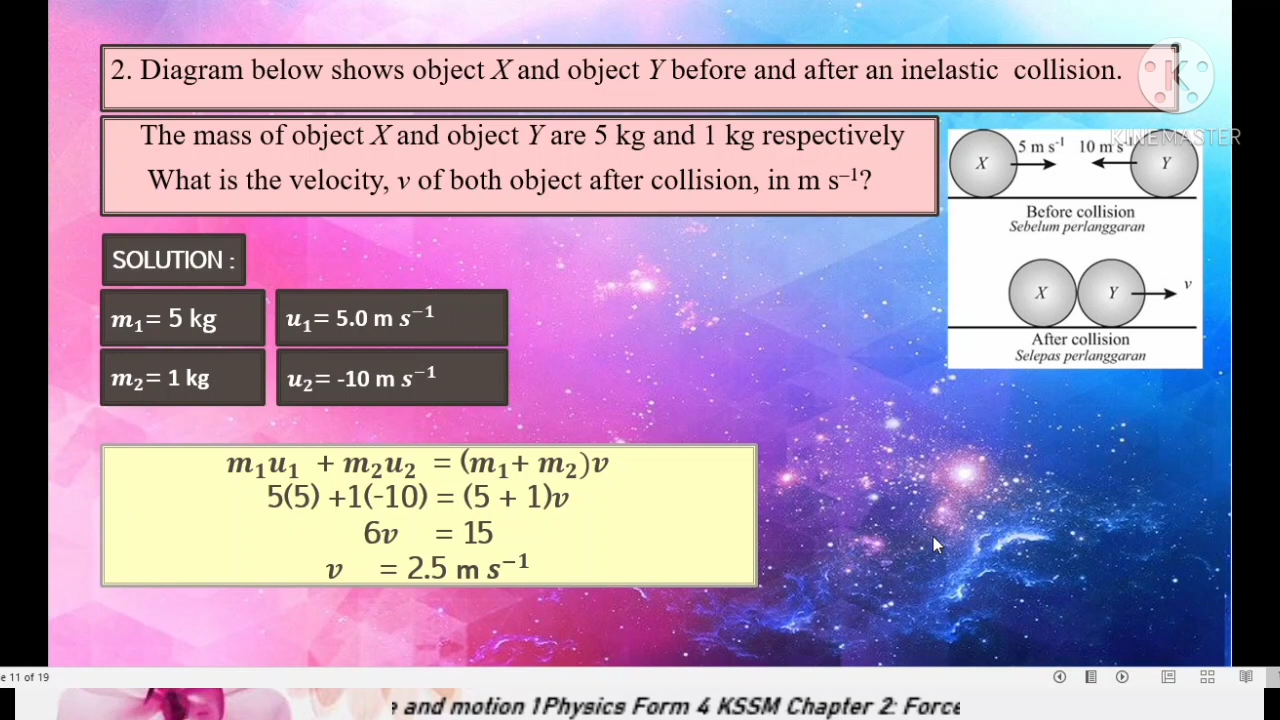 2. Diagram below shows object X and object Y before and after an inelastic collision.
K
KINEMASTER
The mass of object X and object Y are 5 kg and 1 kg respectively
What is the velocity, v of both object after collision, in m s⁻¹?
5 m s⁻¹ 10 m s⁻¹
X Y
Before collision
Sebelum perlanggaran
X Y v
After collision
Selepas perlanggaran
SOLUTION :
m₁= 5 kg u₁= 5.0 m s⁻¹
m₂= 1 kg u₂= -10 m s⁻¹
m₁u₁ + m₂u₂ = (m₁+ m₂)v
5(5) +1(-10) = (5 + 1)v
6v = 15
v = 2.5 m s⁻¹
e 11 of 19
e and motion 1Physics Form 4 KSSM Chapter 2: Force